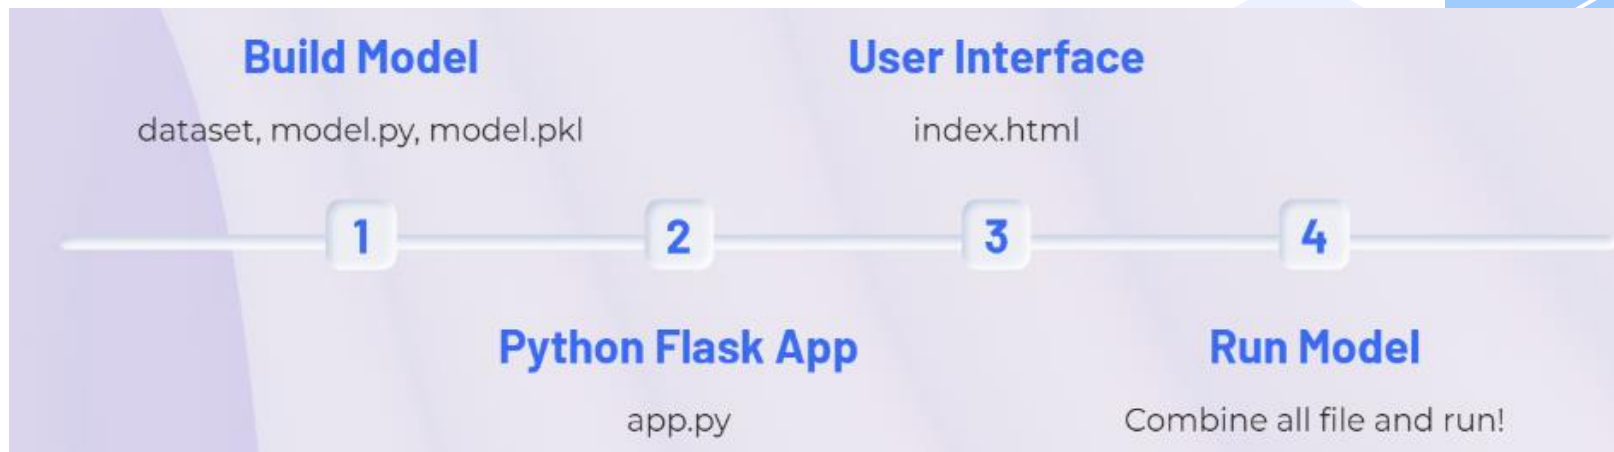 Build Model
dataset, model.py, model.pkl
User Interface
index.html
1
2
3
4
Python Flask App
app.py
Run Model
Combine all file and run!